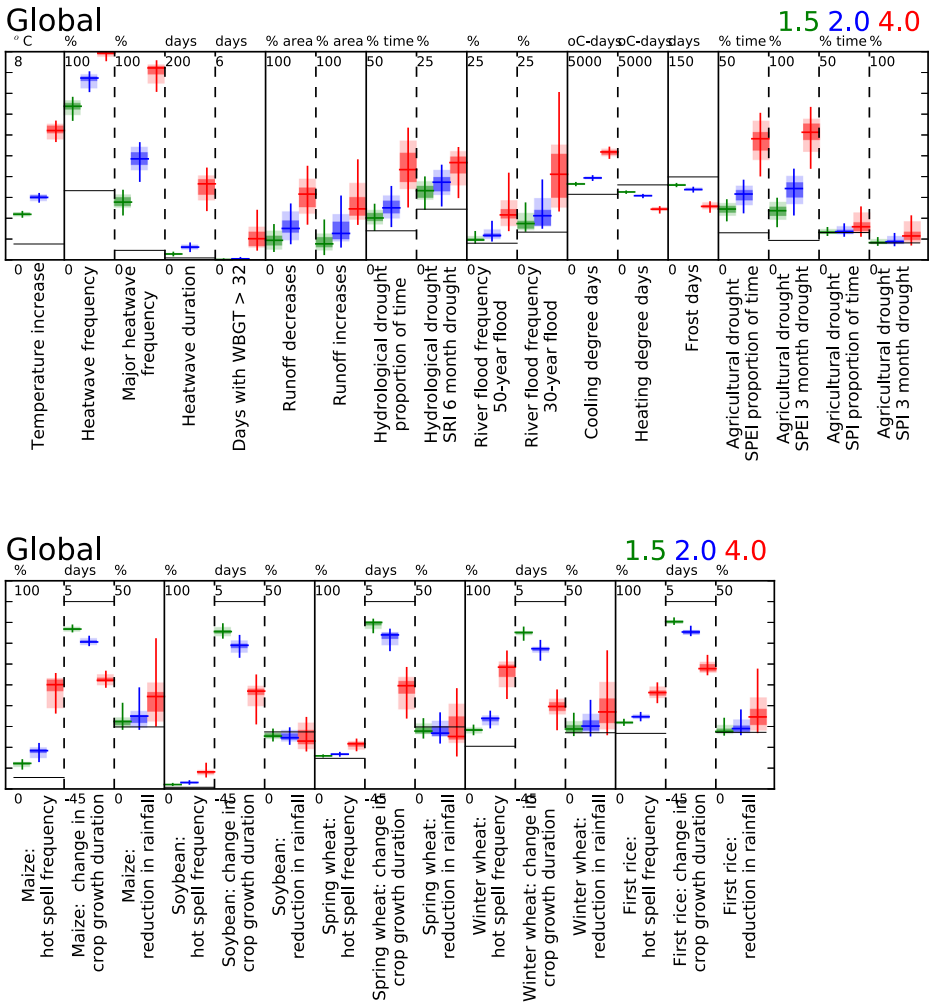 Global
1.5 2.0 4.0
° C % % days days % area % area % time % % % oC-days oC-days days % time % % time %
8 100 100 200 6 100 100 50 25 25 25 5000 5000 150 50 100 50 100
0 0 0 0 0 0 0 0 0 0 0 0 0 0 0 0 0 0
Temperature increase
Heatwave frequency
Major heatwave
frequency
Heatwave duration
Days with WBGT > 32
Runoff decreases
Runoff increases
Hydrological drought
proportion of time
Hydrological drought
SRI 6 month drought
River flood frequency
50-year flood
River flood frequency
30-year flood
Cooling degree days
Heating degree days
Frost days
Agricultural drought
SPEI proportion of time
Agricultural drought
SPEI 3 month drought
Agricultural drought
SPI proportion of time
Agricultural drought
SPI 3 month drought
Global
1.5 2.0 4.0
% days % % days % % days % % days % % days %
100 5 50 100 5 50 100 5 50 100 5 50 100 5 50
0 -45 0 0 -45 0 0 -45 0 0 -45 0 0 -45 0
Maize:
hot spell frequency
Maize: change in
crop growth duration
Maize:
reduction in rainfall
Soybean:
hot spell frequency
Soybean: change in
crop growth duration
Soybean:
reduction in rainfall
Spring wheat:
hot spell frequency
Spring wheat: change in
crop growth duration
Spring wheat:
reduction in rainfall
Winter wheat:
hot spell frequency
Winter wheat: change in
crop growth duration
Winter wheat:
reduction in rainfall
First rice:
hot spell frequency
First rice: change in
crop growth duration
First rice:
reduction in rainfall